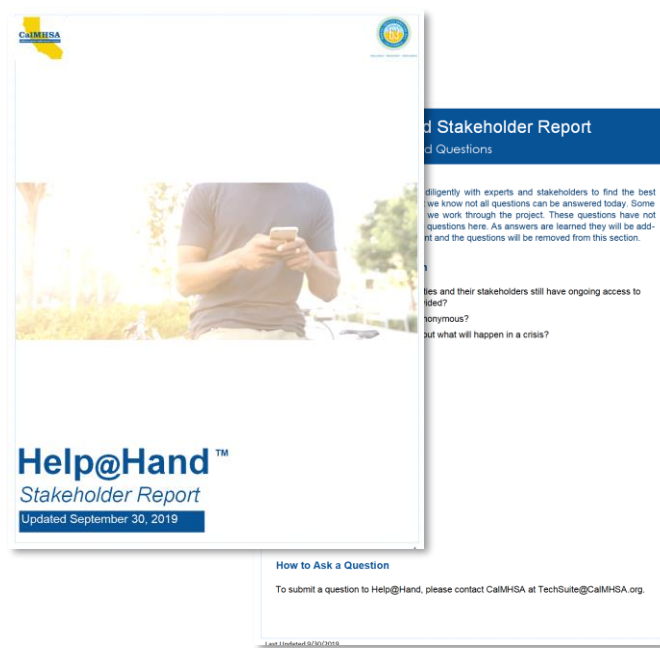 CalMHSA
Help@Hand™
Stakeholder Report
Updated September 30, 2019
d Stakeholder Report
d Questions
diligently with experts and stakeholders to find the best
we know not all questions can be answered today. Some
we work through the project. These questions have not
questions here. As answers are learned they will be add-
nt and the questions will be removed from this section.
n
ties and their stakeholders still have ongoing access to
vided?
nonymous?
out what will happen in a crisis?
How to Ask a Question
To submit a question to Help@Hand, please contact CalMHSA at TechSuite@CalMHSA.org.
Last Updated 9/30/2019